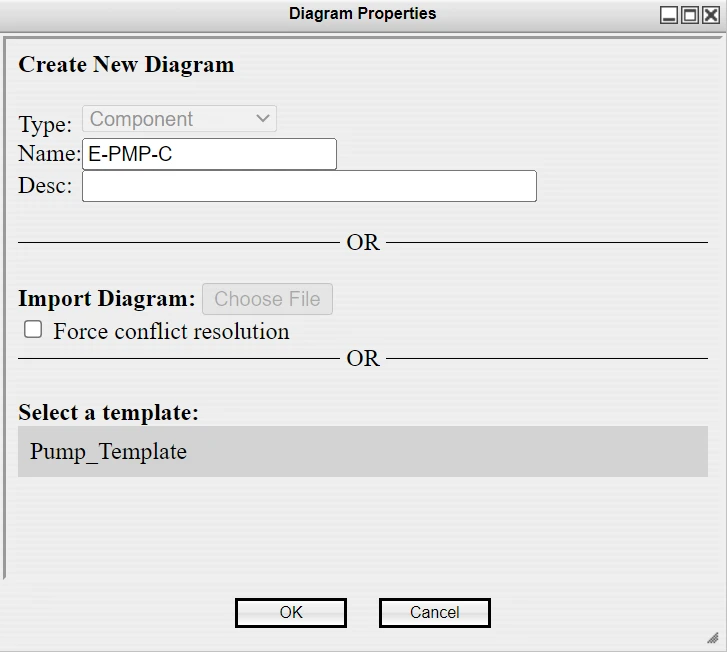 Diagram Properties
Create New Diagram
Type: Component
Name: E-PMP-C
Desc:
OR
Import Diagram: Choose File
Force conflict resolution
OR
Select a template:
Pump_Template
OK Cancel